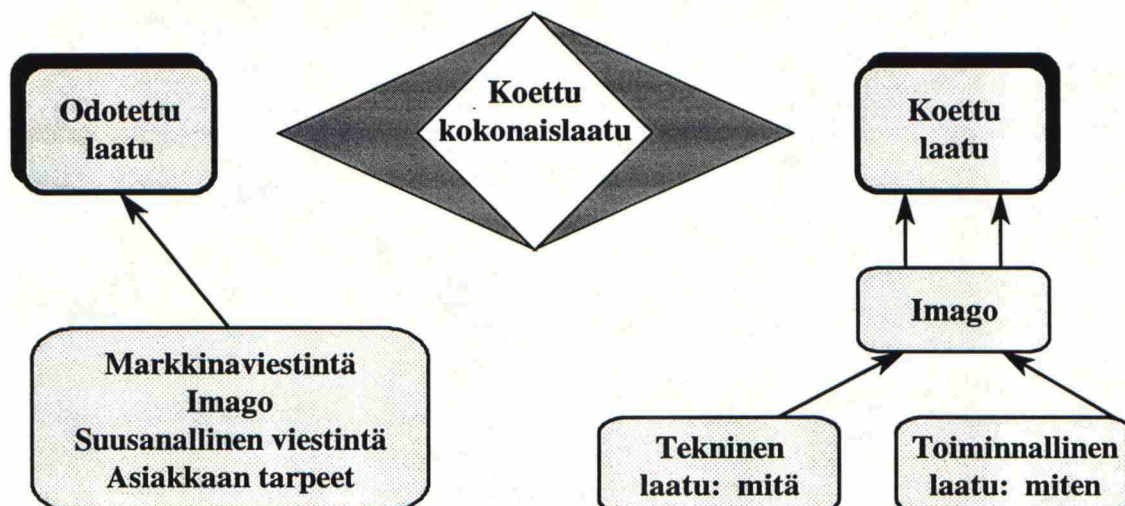 Odotettu
laatu
Koettu
kokonaislaatu
Koettu
laatu
Imago
Markkinaviestintä
Imago
Suusanallinen viestintä
Asiakkaan tarpeet
Tekninen
laatu: mitä
Toiminnallinen
laatu: miten